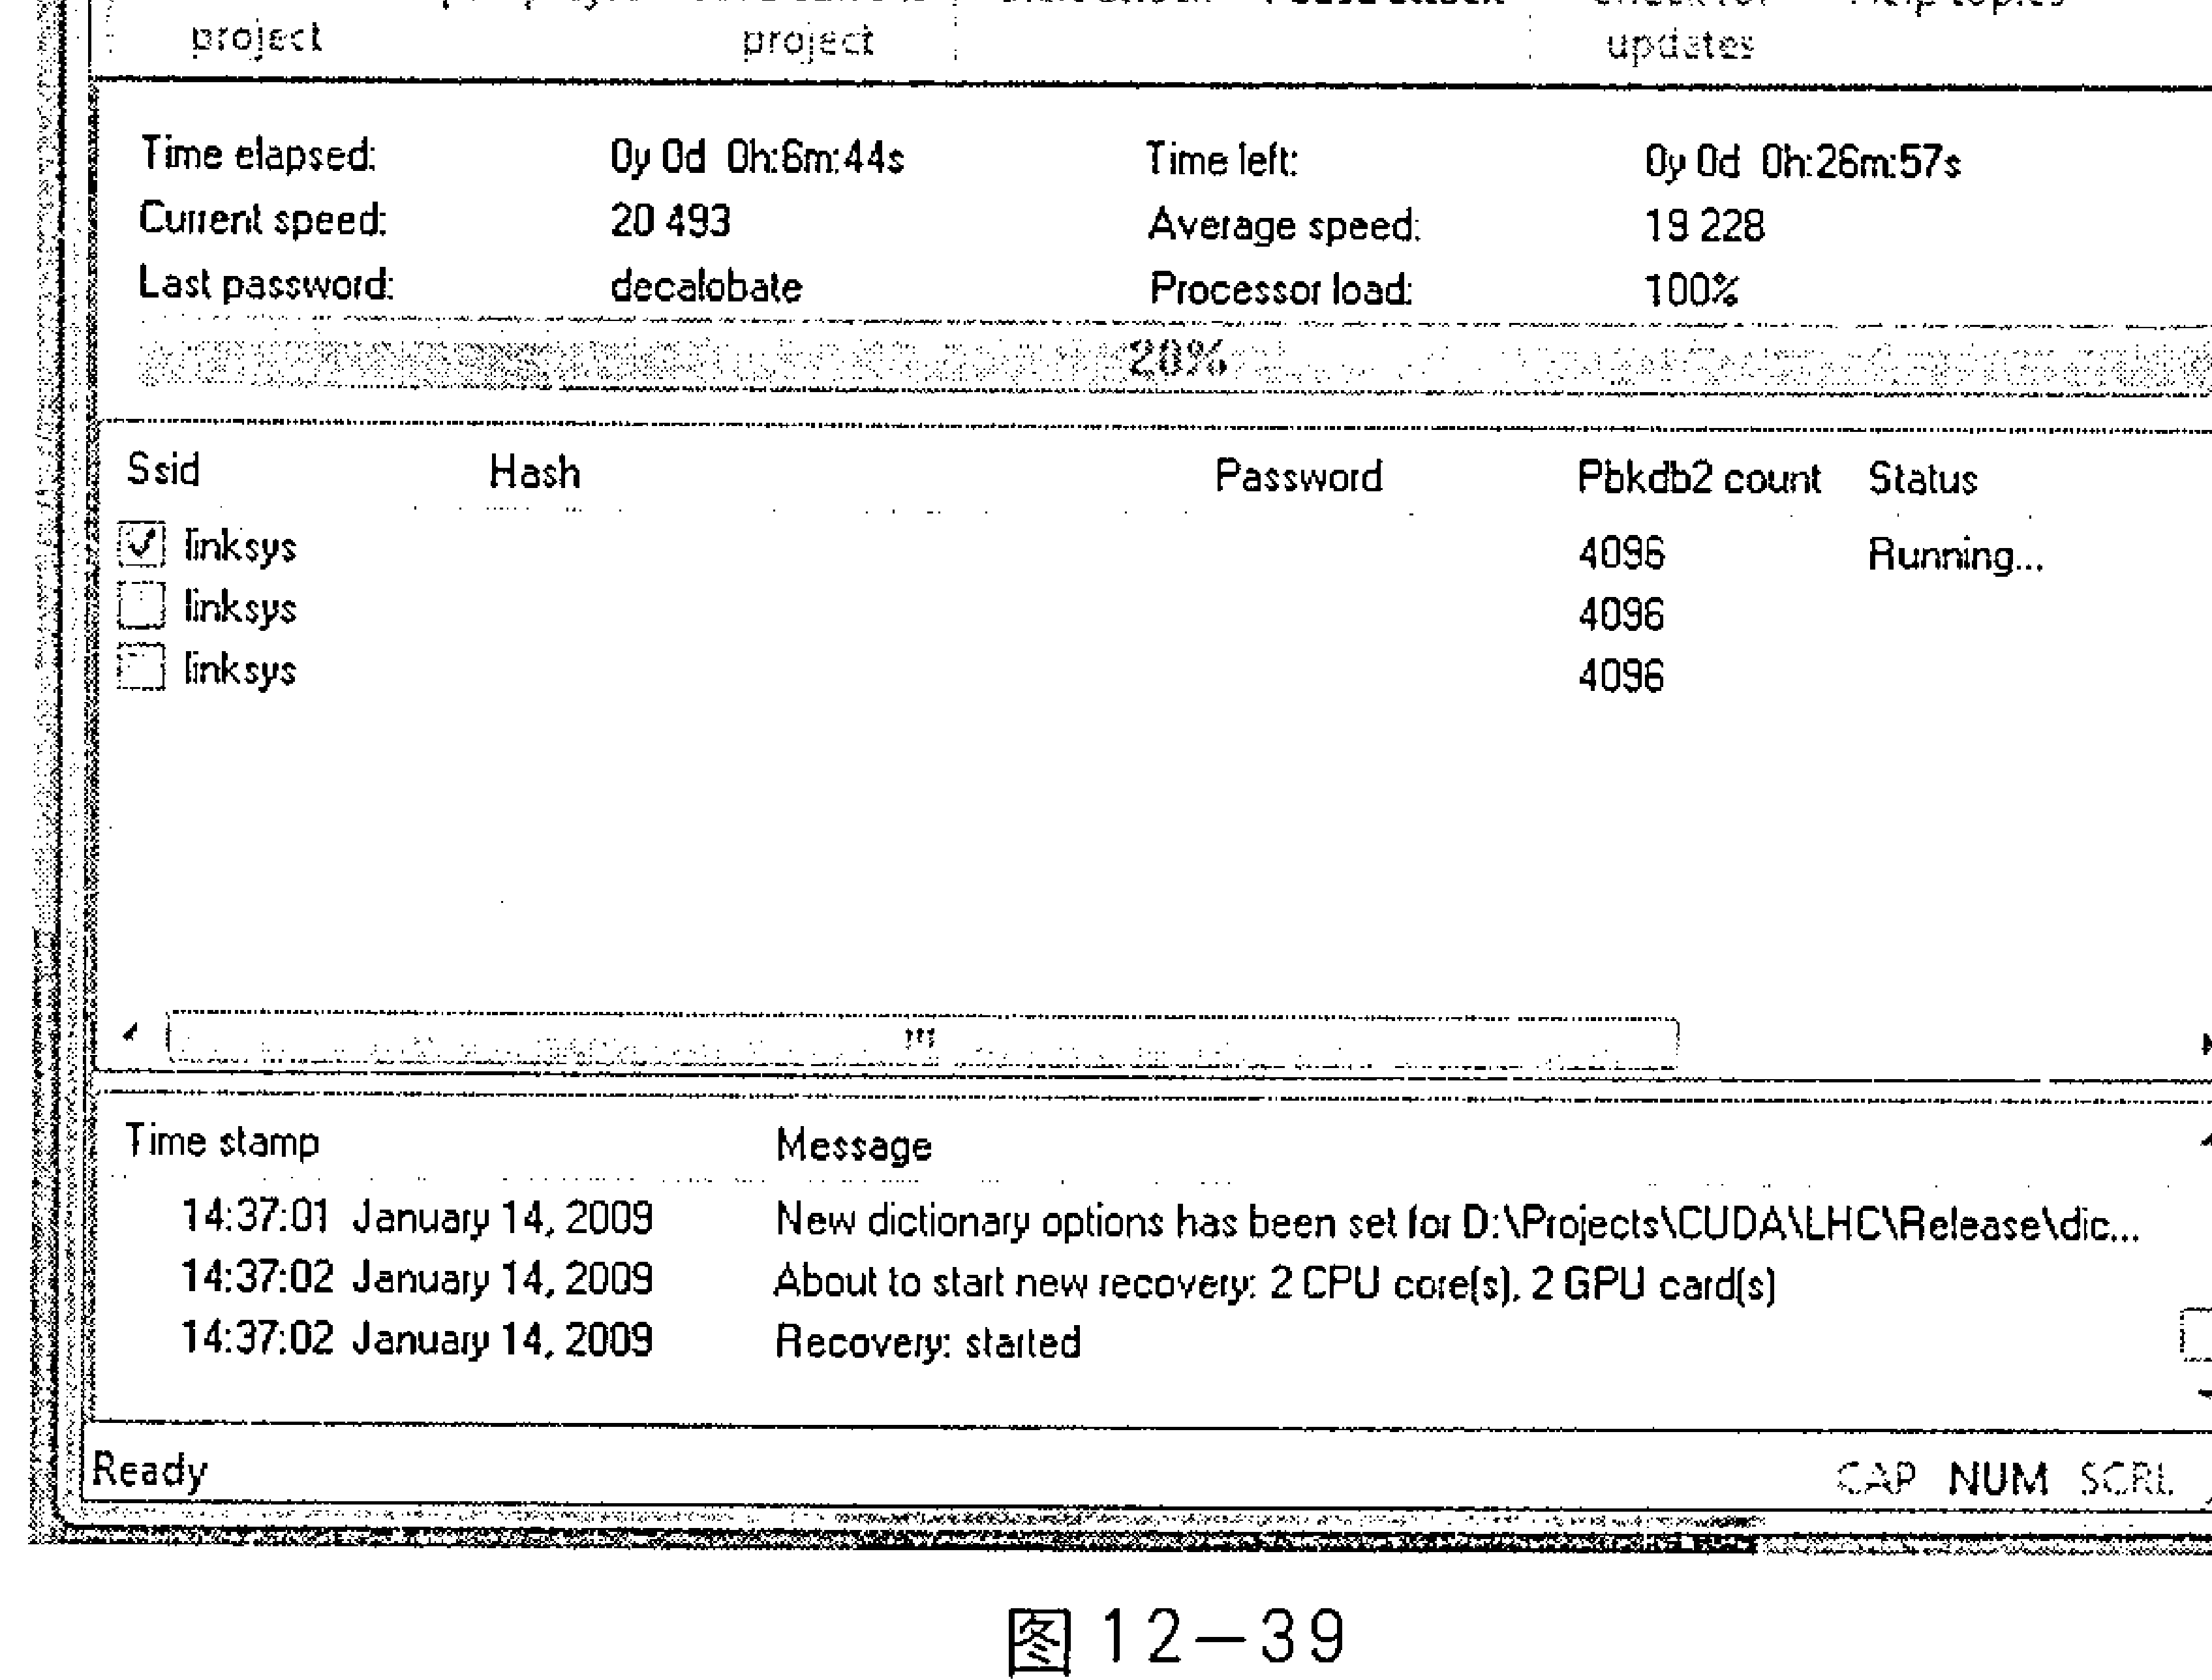 project project updates
Time elapsed: 0y 0d 0h:6m:44s Time left: 0y 0d 0h:26m:57s
Current speed: 20 493 Average speed: 19 228
Last password: decalobate Processor load: 100%
20%
Ssid Hash Password Pbkdb2 count Status
linksys 4096 Running...
linksys 4096
linksys 4096
Time stamp Message
14:37:01 January 14, 2009 New dictionary options has been set for D:\Projects\CUDA\LHC\Release\dic...
14:37:02 January 14, 2009 About to start new recovery: 2 CPU core(s), 2 GPU card(s)
14:37:02 January 14, 2009 Recovery: started
Ready CAP NUM SCRL
图 12-39